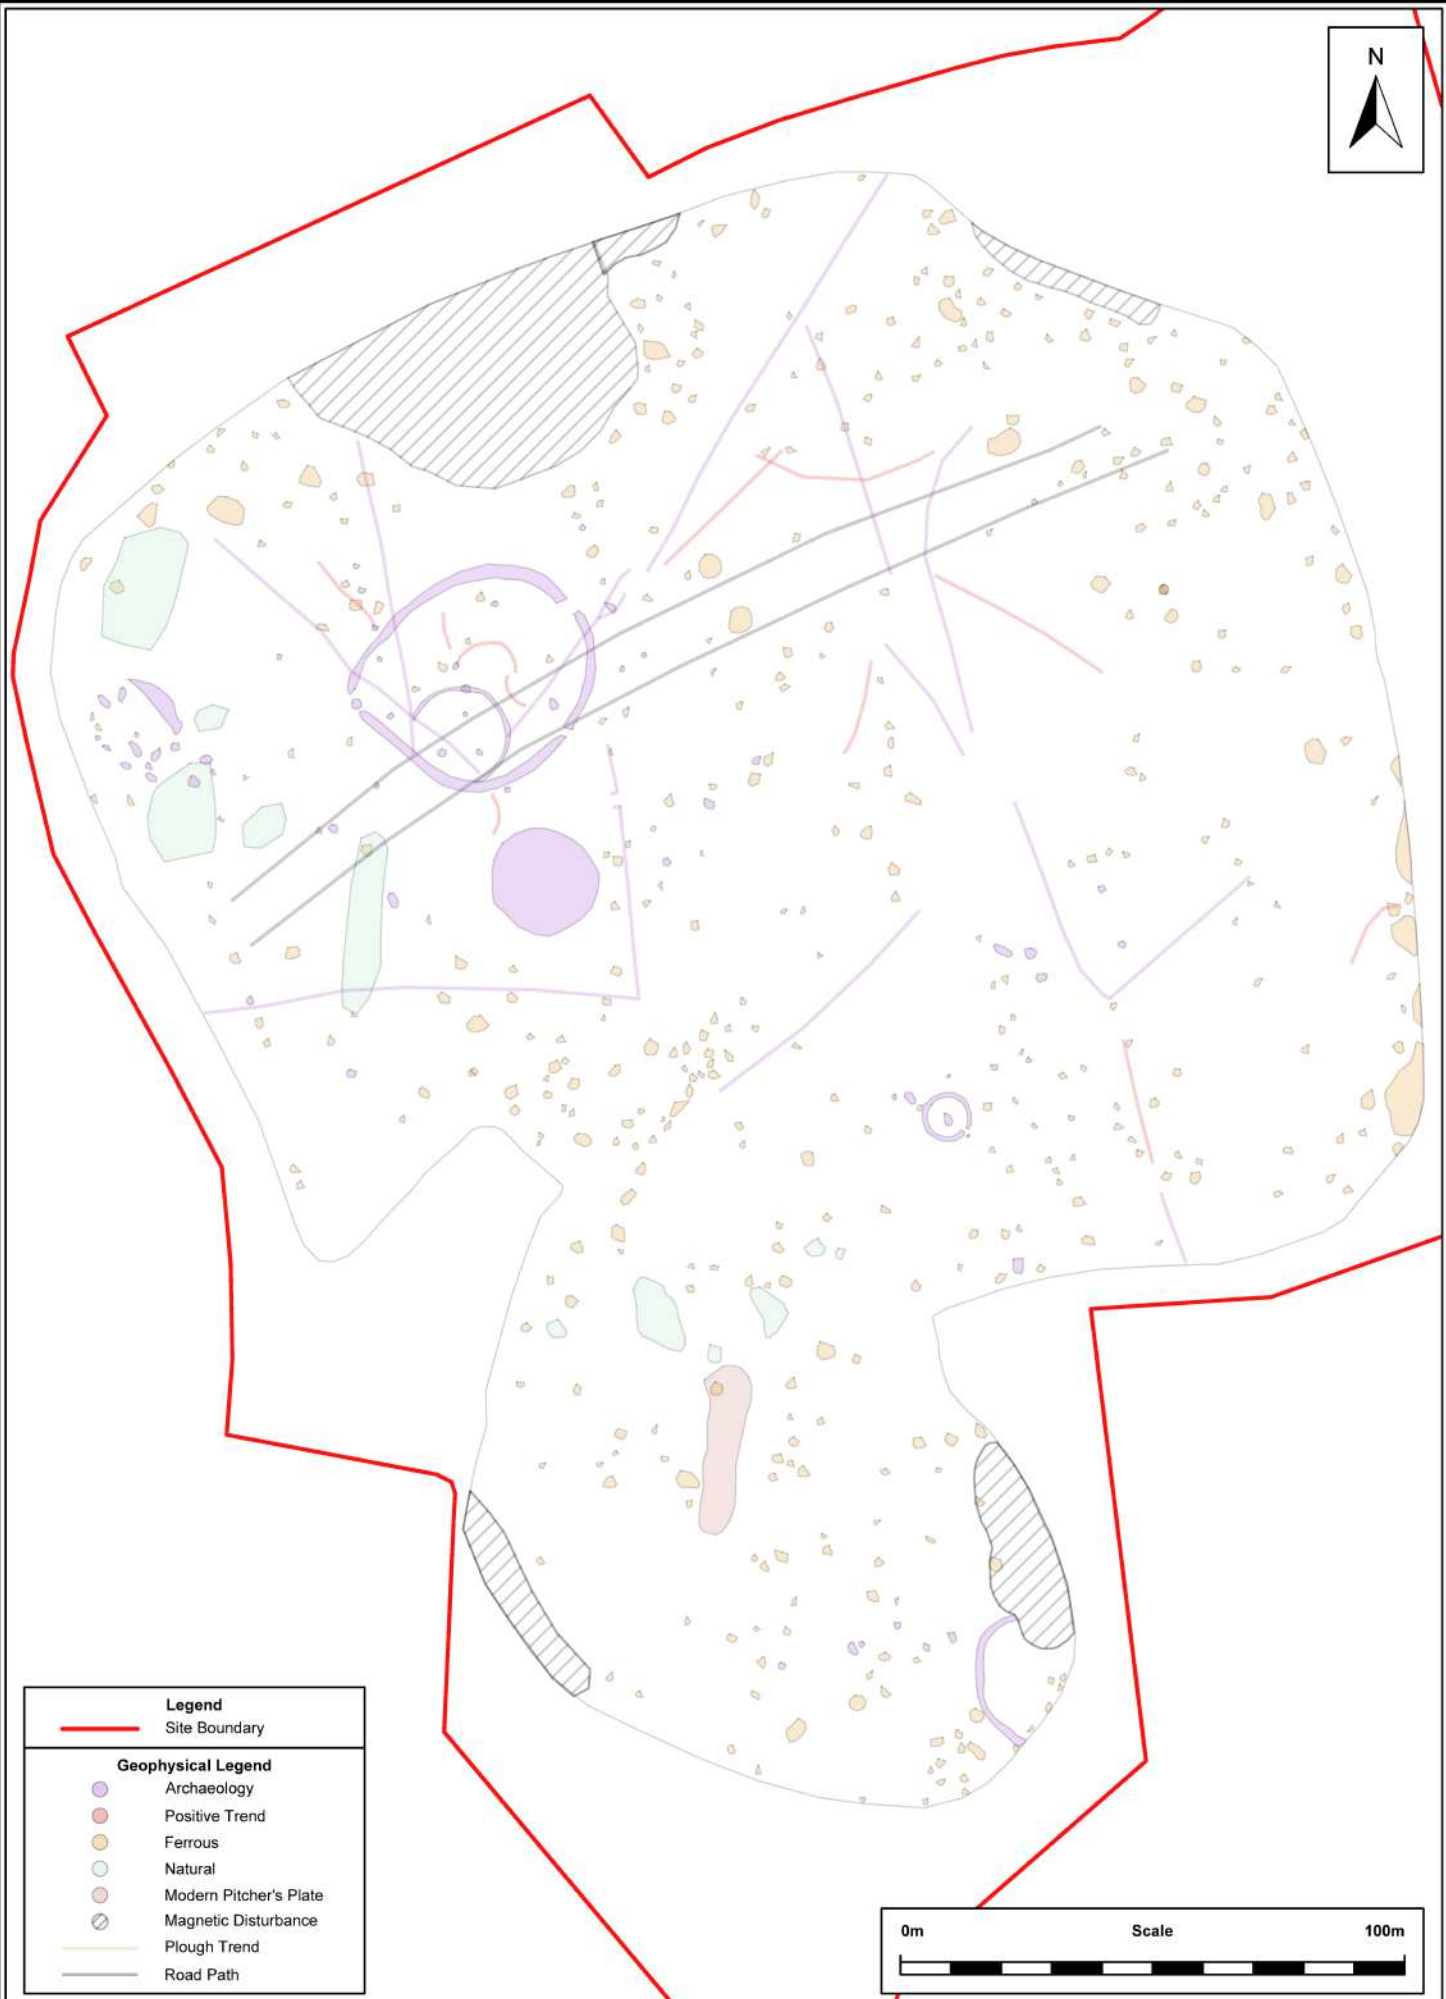 N
Legend
Site Boundary
Geophysical Legend
Archaeology
Positive Trend
Ferrous
Natural
Modern Pitcher's Plate
Magnetic Disturbance
Plough Trend
Road Path
0m Scale 100m